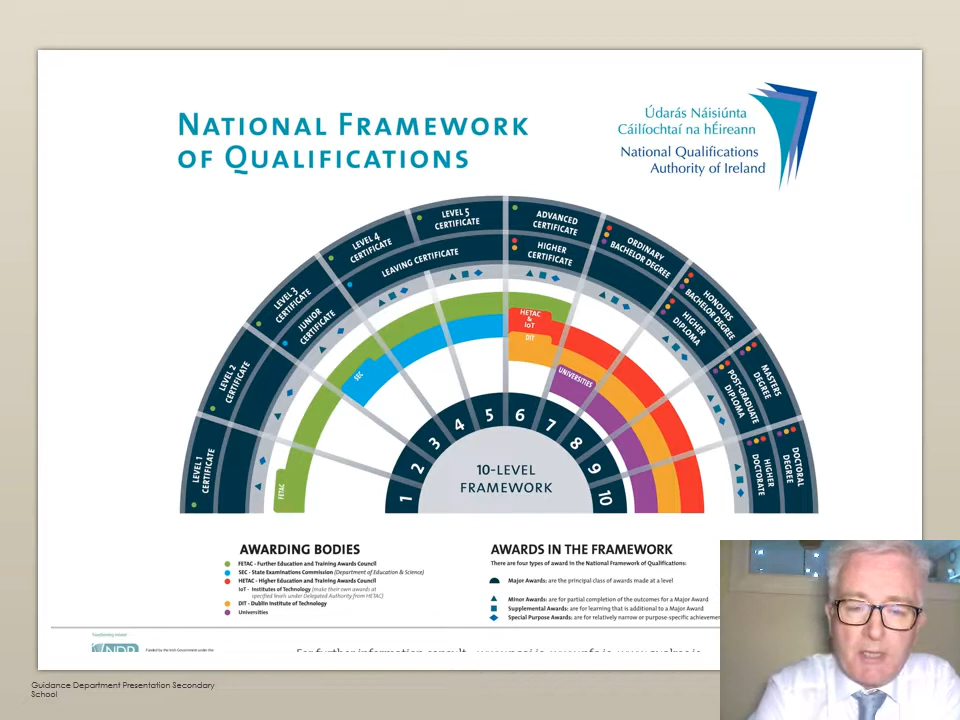 NATIONAL FRAMEWORK
OF QUALIFICATIONS
Údarás Náisiúnta
Cáilíochtaí na hÉireann
National Qualifications
Authority of Ireland
LEVEL 1
CERTIFICATE
LEVEL 2
CERTIFICATE
LEVEL 3
CERTIFICATE
JUNIOR
CERTIFICATE
LEVEL 4
CERTIFICATE
LEVEL 5
CERTIFICATE
LEAVING CERTIFICATE
ADVANCED
CERTIFICATE
HIGHER
CERTIFICATE
ORDINARY
BACHELOR DEGREE
HONOURS
BACHELOR DEGREE
HIGHER
DIPLOMA
MASTERS
DEGREE
POST-GRADUATE
DIPLOMA
DOCTORAL
DEGREE
HIGHER
DOCTORATE
FETAC
SEC
HETAC
&
IoT
DIT
UNIVERSITIES
1
2
3
4
5
6
7
8
9
10
10-LEVEL
FRAMEWORK
AWARDING BODIES
FETAC - Further Education and Training Awards Council
SEC - State Examinations Commission (Department of Education & Science)
HETAC - Higher Education and Training Awards Council
IoT - Institutes of Technology (make their own awards at
specified levels under Delegated Authority from HETAC)
DIT - Dublin Institute of Technology
Universities
AWARDS IN THE FRAMEWORK
There are four types of award in the National Framework of Qualifications:
Major Awards: are the principal class of awards made at a level
Minor Awards: are for partial completion of the outcomes for a Major Award
Supplemental Awards: are for learning that is additional to a Major Award
Special Purpose Awards: are for relatively narrow or purpose-specific
NDP
Funded by the Irish Government under the
For further information consult
Guidance Department Presentation Secondary
School